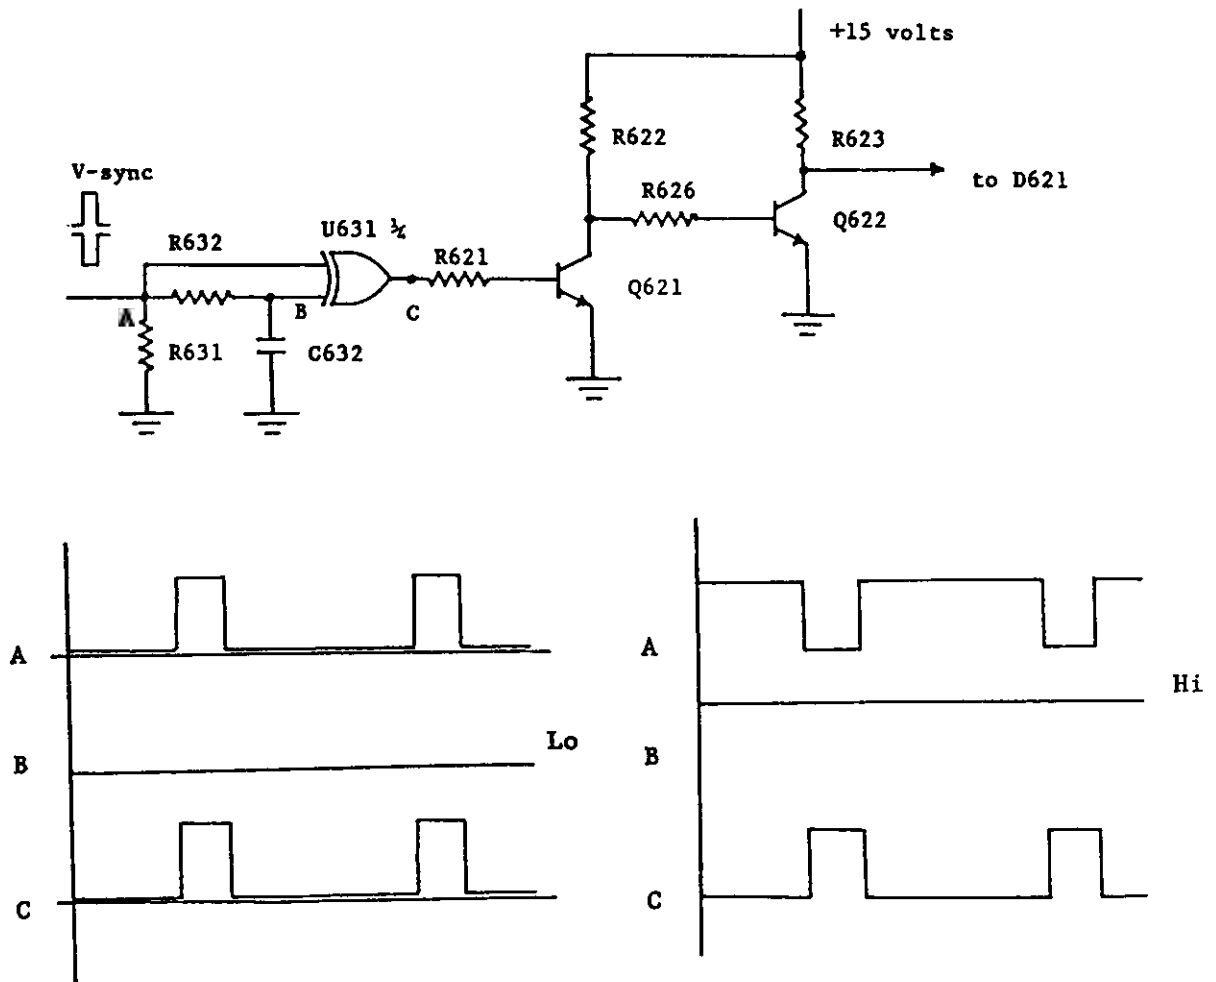 +15 volts
R622
R623
V-sync
R626
to D621
R632
U631 ¼
R621
Q622
Q621
A
B
C
R631
C632
A
A
Hi
Lo
B
B
C
C